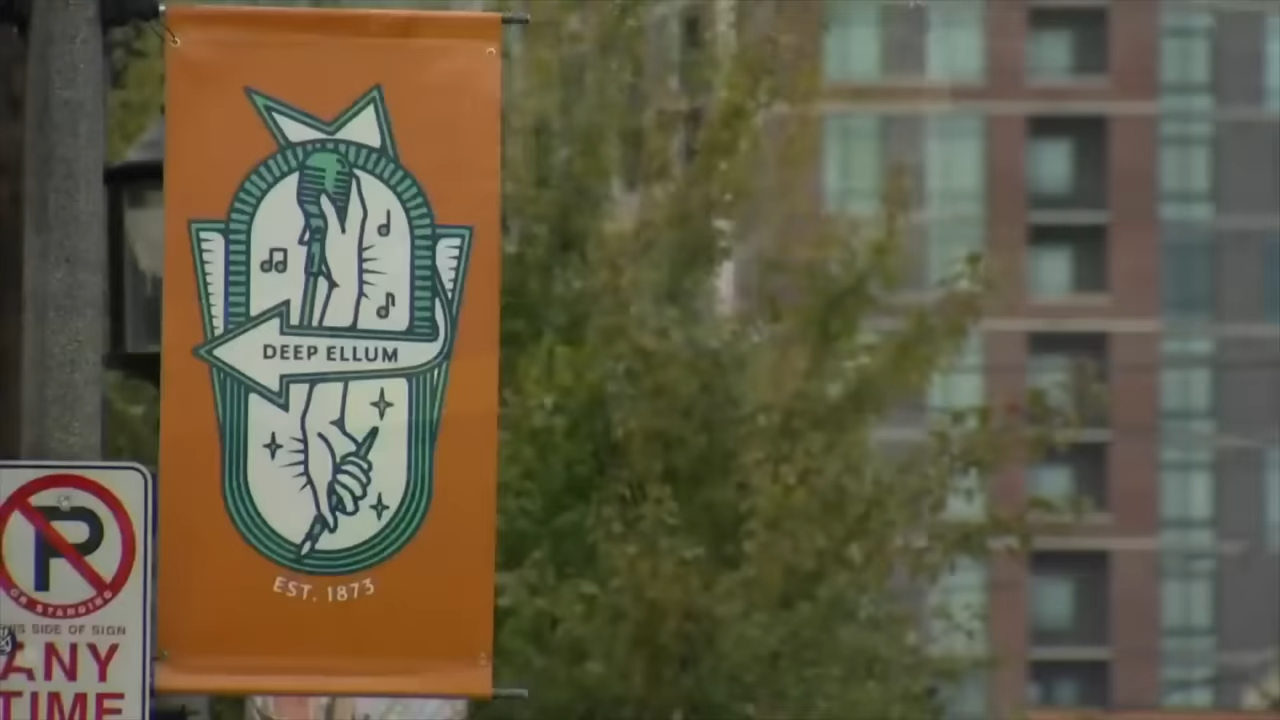 DEEP ELLUM
EST. 1873
P
OR STANDING
THIS SIDE OF SIGN
ANY
TIME